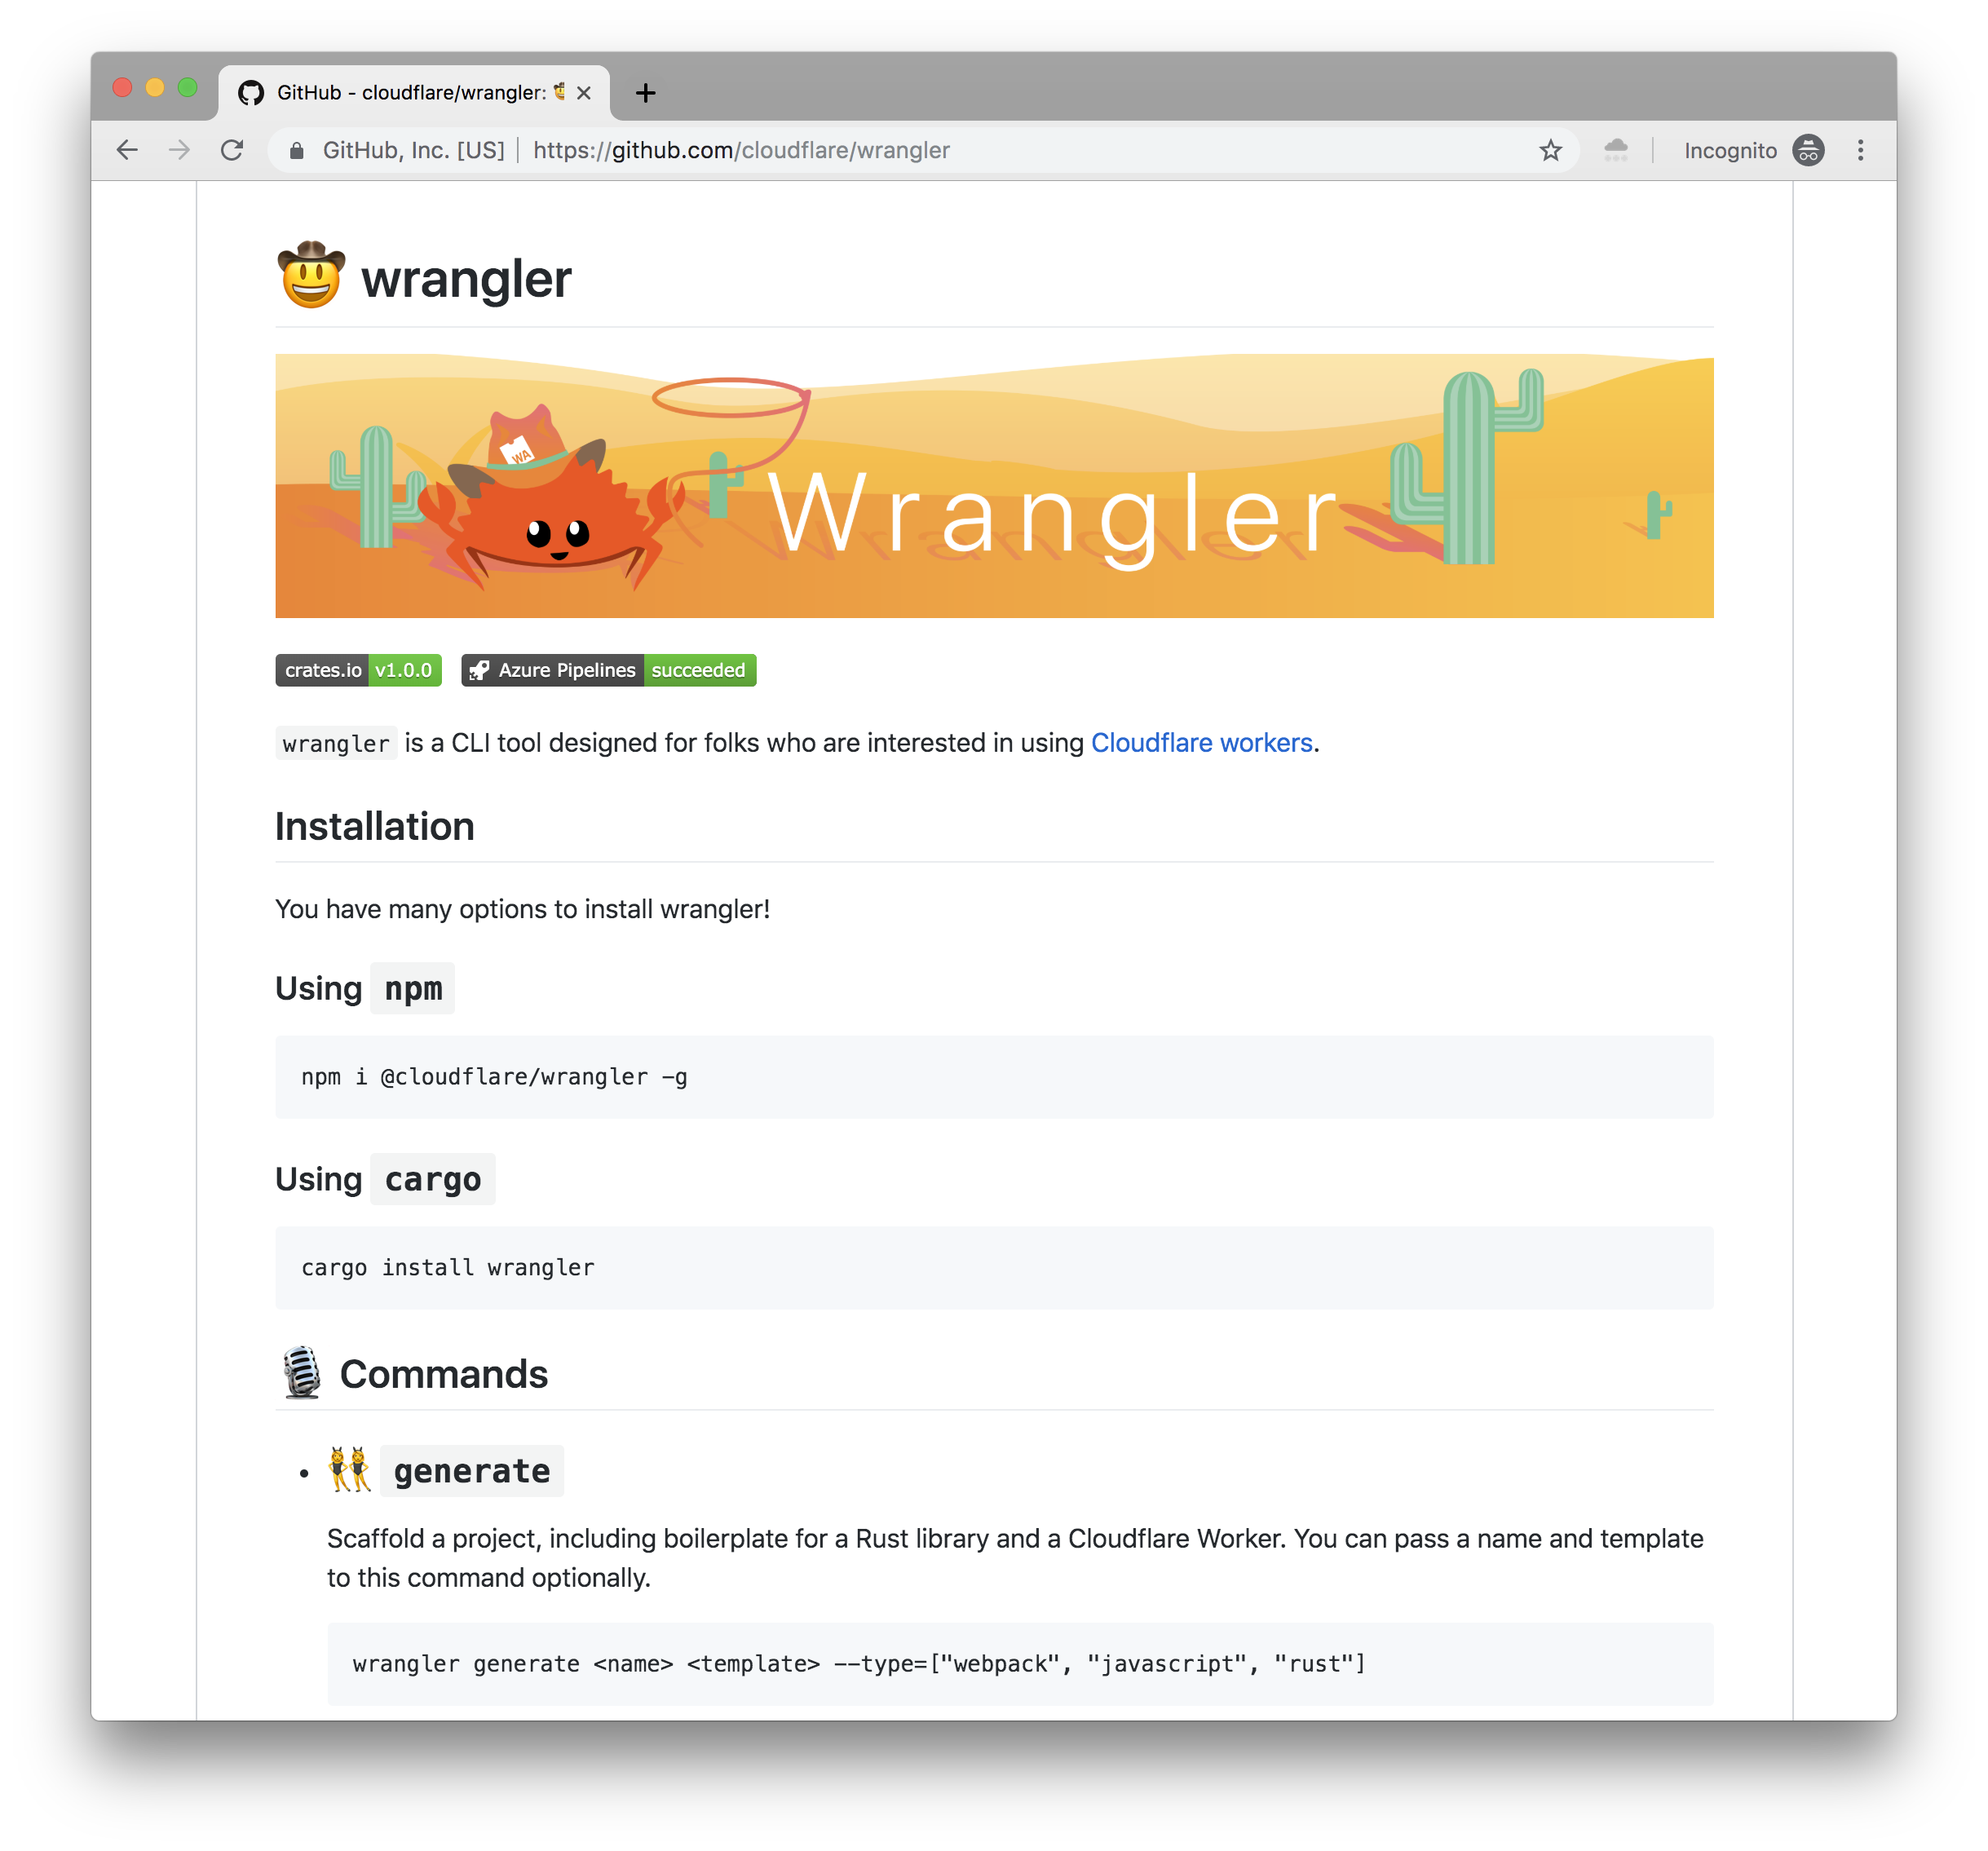 GitHub - cloudflare/wrangler: 🤠
GitHub, Inc. [US] | https://github.com/cloudflare/wrangler
Incognito
🤠 wrangler
WA
Wrangler
crates.io v1.0.0 Azure Pipelines succeeded
wrangler is a CLI tool designed for folks who are interested in using Cloudflare workers.
Installation
You have many options to install wrangler!
Using npm
npm i @cloudflare/wrangler -g
Using cargo
cargo install wrangler
🎙 Commands
• 👯 generate
Scaffold a project, including boilerplate for a Rust library and a Cloudflare Worker. You can pass a name and template
to this command optionally.
wrangler generate <name> <template> --type=["webpack", "javascript", "rust"]